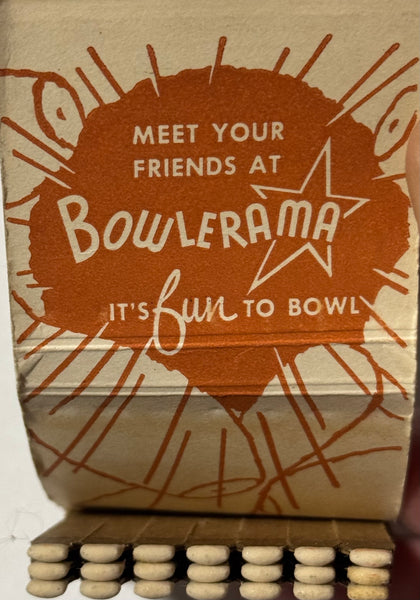 MEET YOUR
FRIENDS AT
BOWLERAMA
IT'S fun TO BOWL